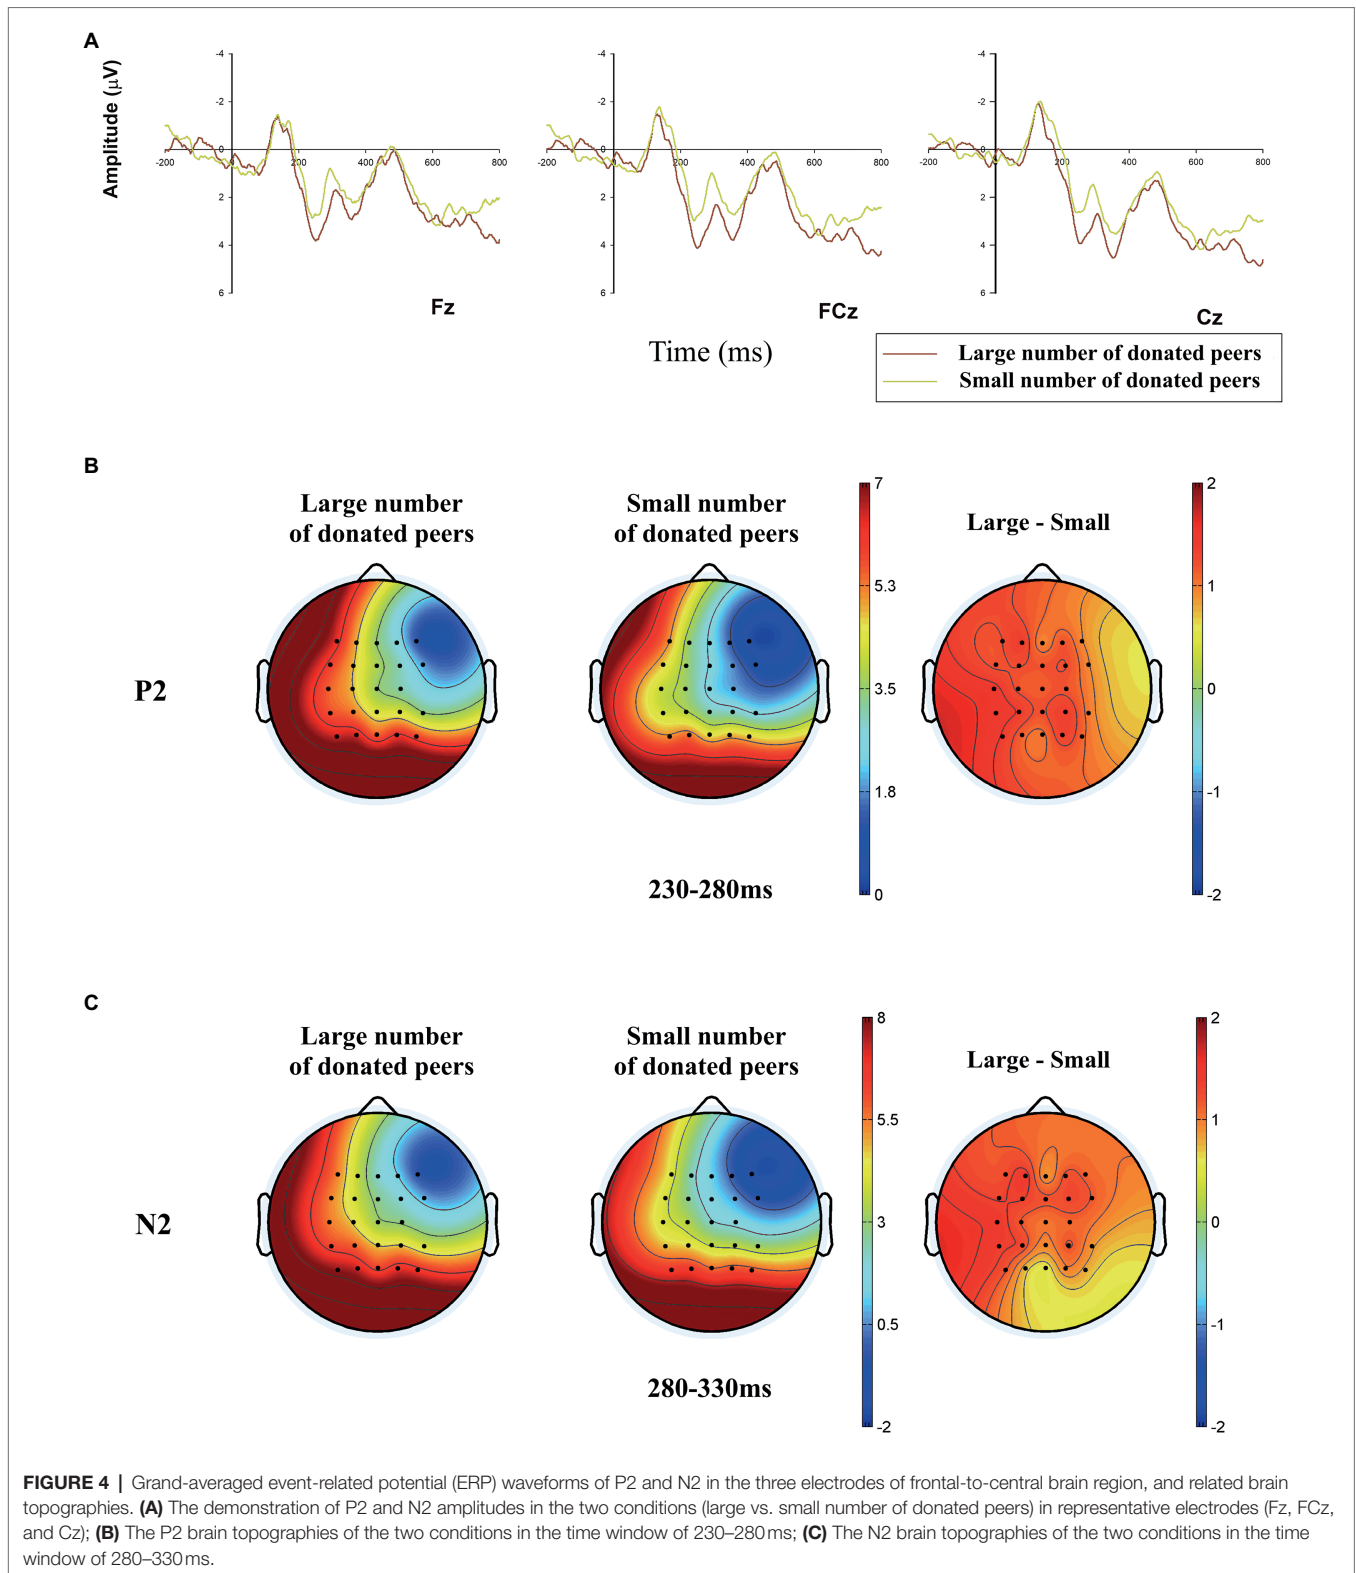 A
Amplitude (µV)
-4
-2
0
2
4
6
-200
200
400
600
800
Fz
-4
-2
0
2
4
6
-200
200
400
600
800
FCz
-4
-2
0
2
4
6
-200
200
400
600
800
Cz
Time (ms)
Large number of donated peers
Small number of donated peers
B
Large number
of donated peers
Small number
of donated peers
Large - Small
7
5.3
3.5
1.8
0
2
1
0
-1
-2
P2
230-280ms
C
Large number
of donated peers
Small number
of donated peers
Large - Small
8
5.5
3
0.5
-2
2
1
0
-1
-2
N2
280-330ms
FIGURE 4 | Grand-averaged event-related potential (ERP) waveforms of P2 and N2 in the three electrodes of frontal-to-central brain region, and related brain
topographies. (A) The demonstration of P2 and N2 amplitudes in the two conditions (large vs. small number of donated peers) in representative electrodes (Fz, FCz,
and Cz); (B) The P2 brain topographies of the two conditions in the time window of 230–280 ms; (C) The N2 brain topographies of the two conditions in the time
window of 280–330 ms.